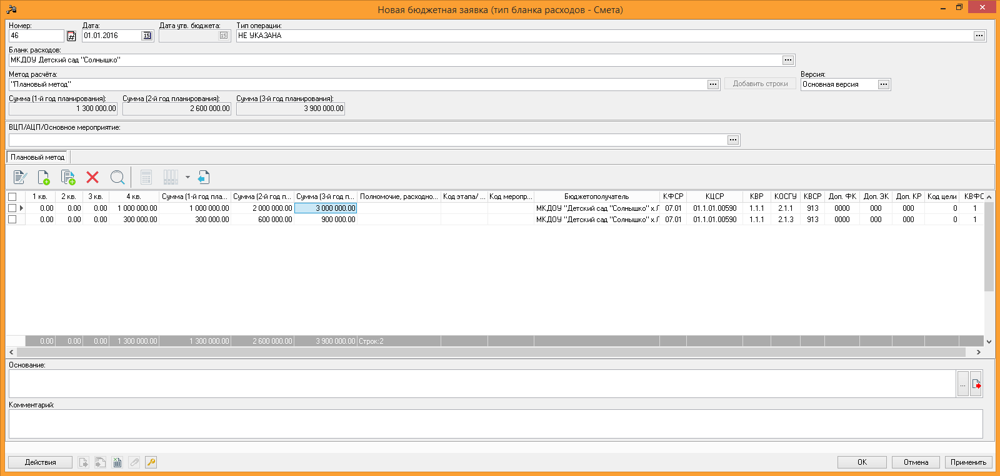 Новая бюджетная заявка (тип бланка расходов - Смета)
Номер: Дата: Дата утв. бюджета: Тип операции:
46 01.01.2016 15 15 НЕ УКАЗАНА ...
Бланк расходов:
МКДОУ Детский сад "Солнышко" ...
Метод расчёта: Версия:
"Плановый метод" ... Добавить строки Основная версия ...
Сумма (1-й год планирования): Сумма (2-й год планирования): Сумма (3-й год планирования):
1 300 000.00 2 600 000.00 3 900 000.00
ВЦП/АЦП/Основное мероприятие:
...
Плановый метод
1 кв. 2 кв. 3 кв. 4 кв. Сумма (1-й год пла... Сумма (2-й год п... Сумма (3-й год п... Полномочие, расходно... Код этапа/ ... Код меропр... Бюджетополучатель КФСР КЦСР КВР КОСГУ КВСР Доп. ФК Доп. ЭК Доп. КР Код цели КВФО
0.00 0.00 0.00 1 000 000.00 1 000 000.00 2 000 000.00 3 000 000.00 МКДОУ "Детский сад "Солнышко" х.Л 07.01 01.1.01.00590 1.1.1 2.1.1 913 0000 000 000 0 1
0.00 0.00 0.00 300 000.00 300 000.00 600 000.00 900 000.00 МКДОУ "Детский сад "Солнышко" х.Л 07.01 01.1.01.00590 1.1.1 2.1.3 913 0000 000 000 0 1
0.00 0.00 0.00 1 300 000.00 1 300 000.00 2 600 000.00 3 900 000.00 Строк:2
Основание:
...
Комментарий:
Действия OK Отмена Применить